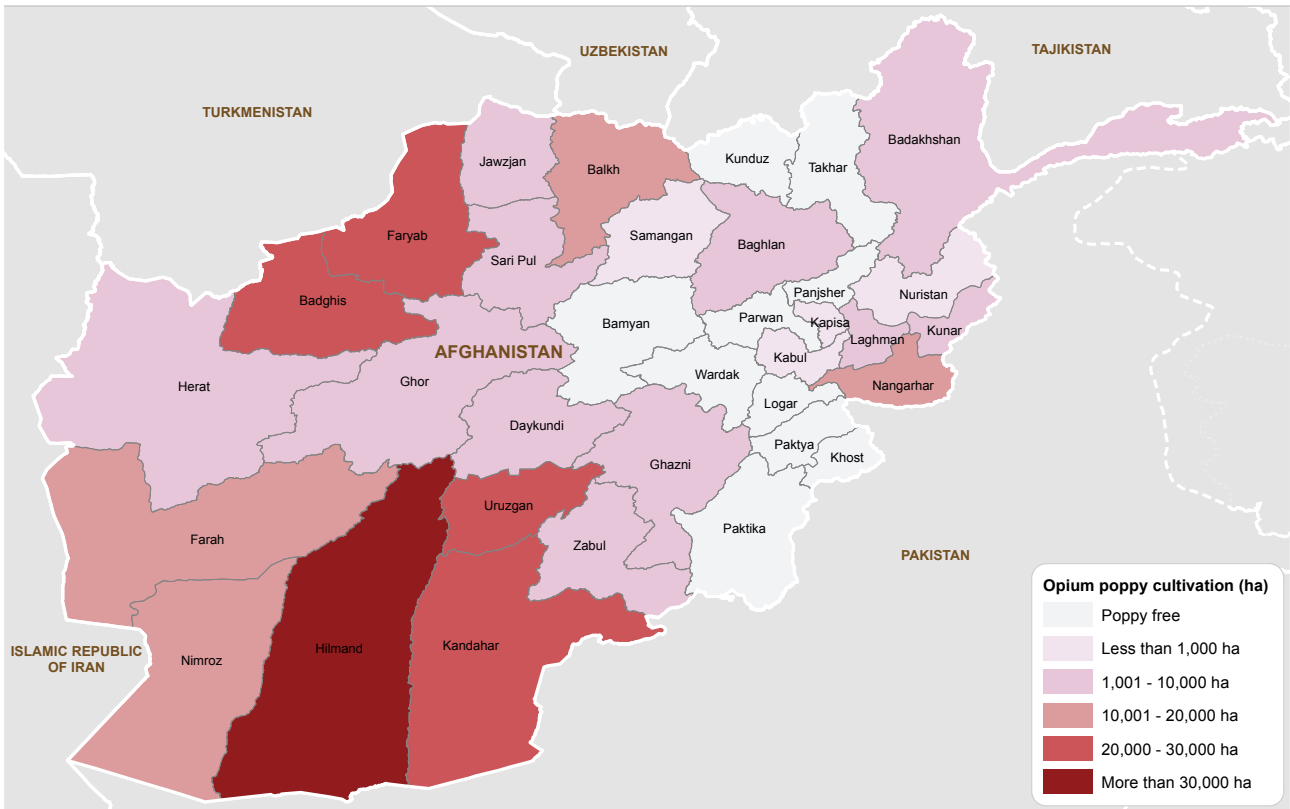 UZBEKISTAN
TAJIKISTAN
TURKMENISTAN
Badakhshan
Jawzjan
Balkh
Kunduz
Takhar
Faryab
Samangan
Baghlan
Sari Pul
Badghis
Panjsher
Nuristan
Bamyan
Parwan
Kapisa
Kunar
Laghman
AFGHANISTAN
Kabul
Herat
Ghor
Wardak
Nangarhar
Logar
Daykundi
Paktya
Khost
Ghazni
Uruzgan
Paktika
Farah
Zabul
PAKISTAN
ISLAMIC REPUBLIC
OF IRAN
Nimroz
Hilmand
Kandahar
Opium poppy cultivation (ha)
Poppy free
Less than 1,000 ha
1,001 - 10,000 ha
10,001 - 20,000 ha
20,000 - 30,000 ha
More than 30,000 ha